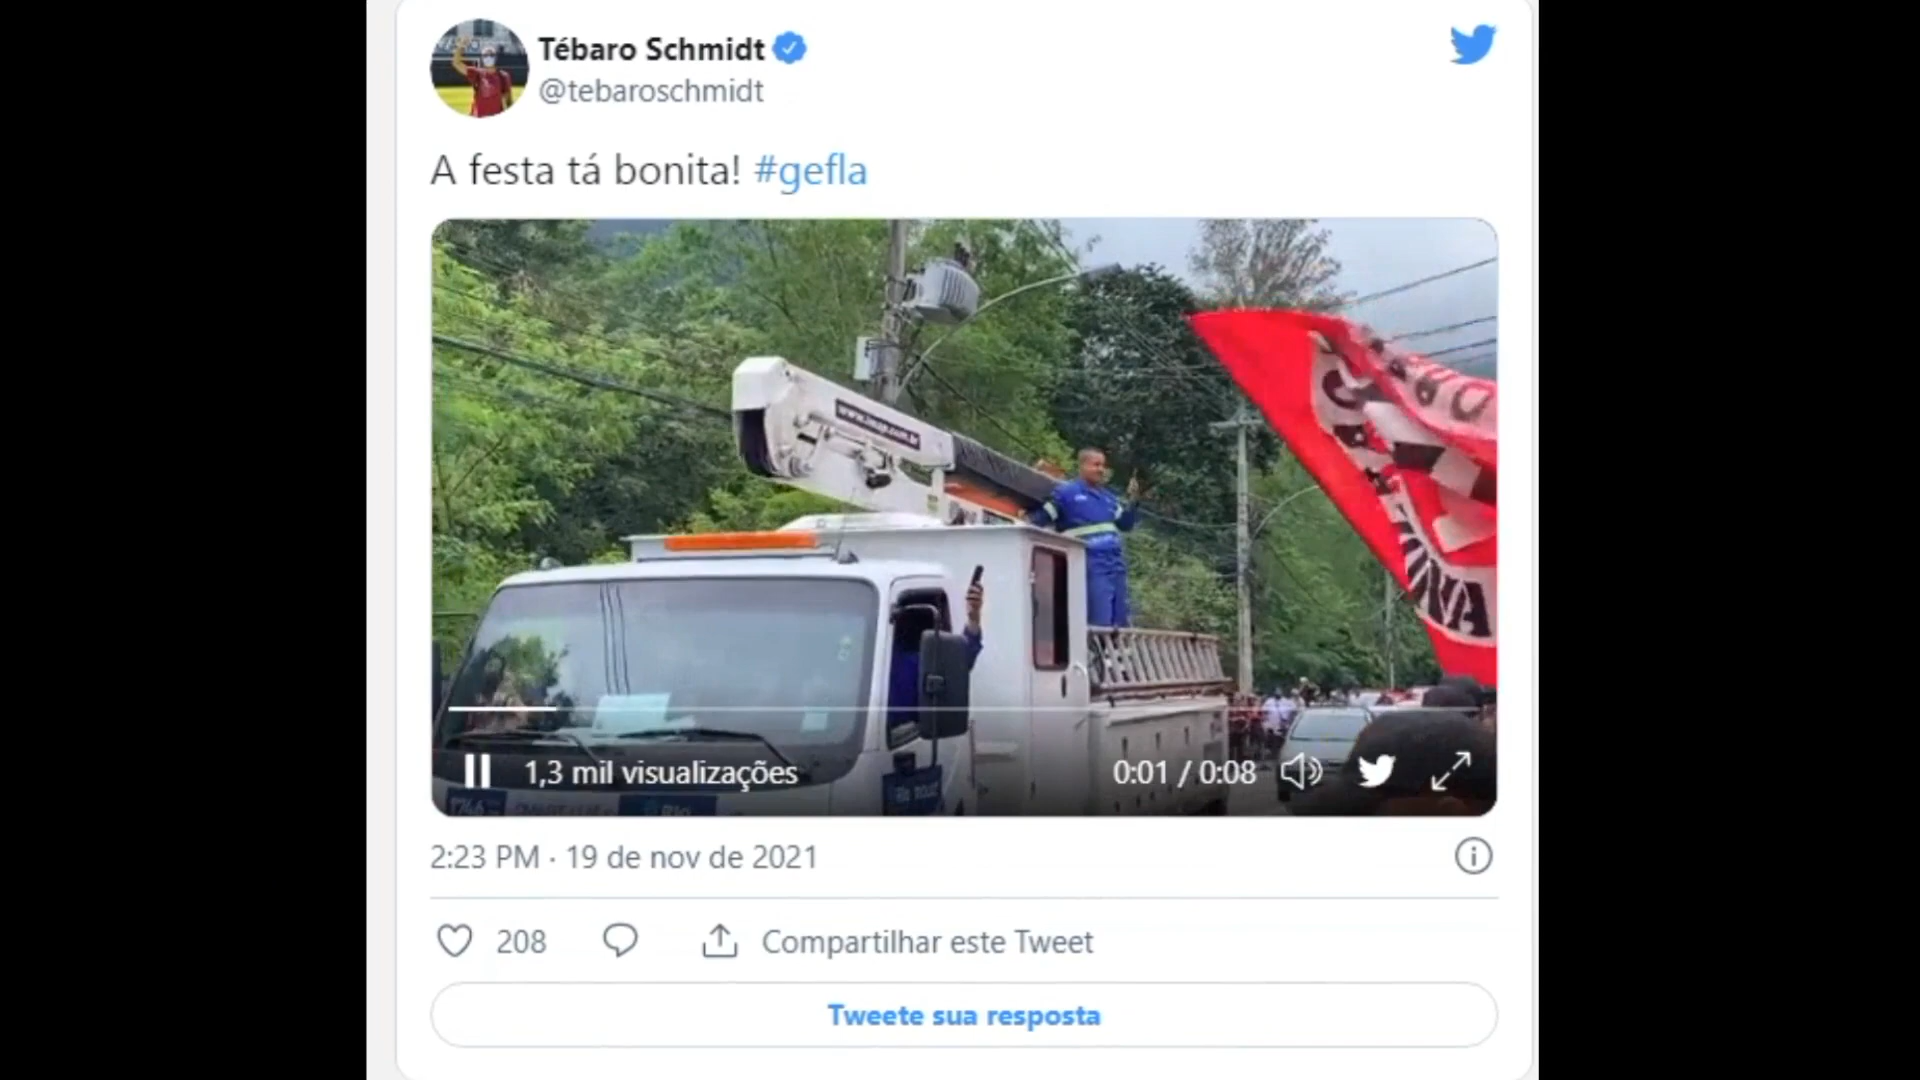 Tébaro Schmidt
@tebaroschmidt
A festa tá bonita! #gefla
1,3 mil visualizações
0:01 / 0:08
2:23 PM · 19 de nov de 2021
208
Compartilhar este Tweet
Tweete sua resposta